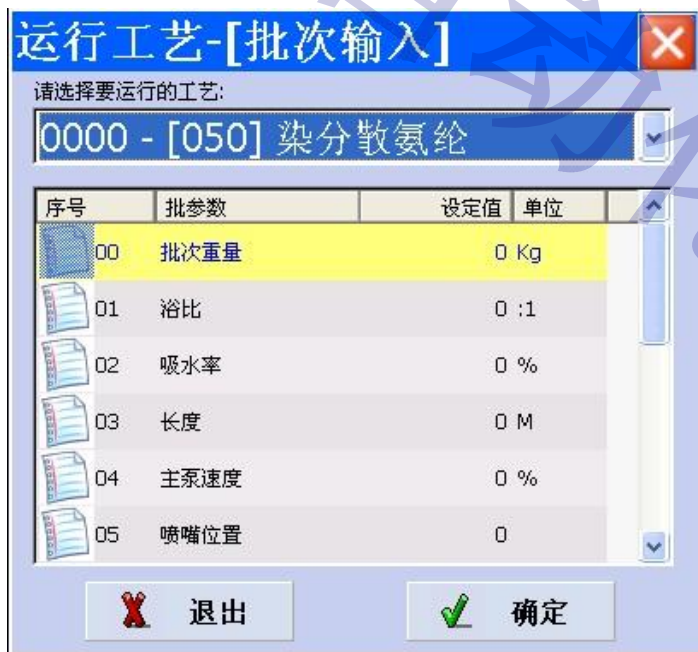 运行工艺-[批次输入]
请选择要运行的工艺:
0000 - [050] 染分散氨纶
序号 批参数 设定值 单位
00 批次重量 0 Kg
01 浴比 0 :1
02 吸水率 0 %
03 长度 0 M
04 主泵速度 0 %
05 喷嘴位置 0
退出 确定